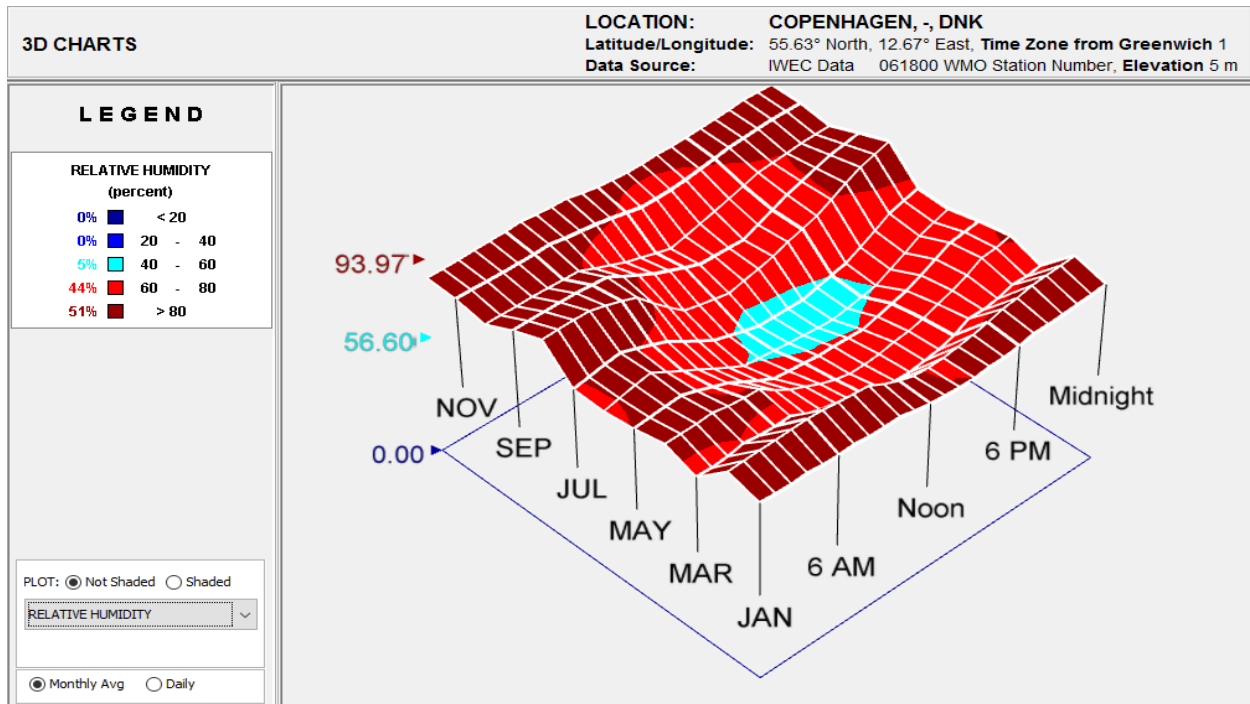 3D CHARTS
LOCATION: COPENHAGEN, -, DNK
Latitude/Longitude: 55.63° North, 12.67° East, Time Zone from Greenwich 1
Data Source: IWEC Data 061800 WMO Station Number, Elevation 5 m
LEGEND
RELATIVE HUMIDITY
(percent)
0% < 20
0% 20 - 40
5% 40 - 60
44% 60 - 80
51% > 80
93.97
56.60
0.00
NOV
SEP
JUL
MAY
MAR
JAN
6 AM
Noon
6 PM
Midnight
PLOT: Not Shaded Shaded
RELATIVE HUMIDITY
Monthly Avg Daily